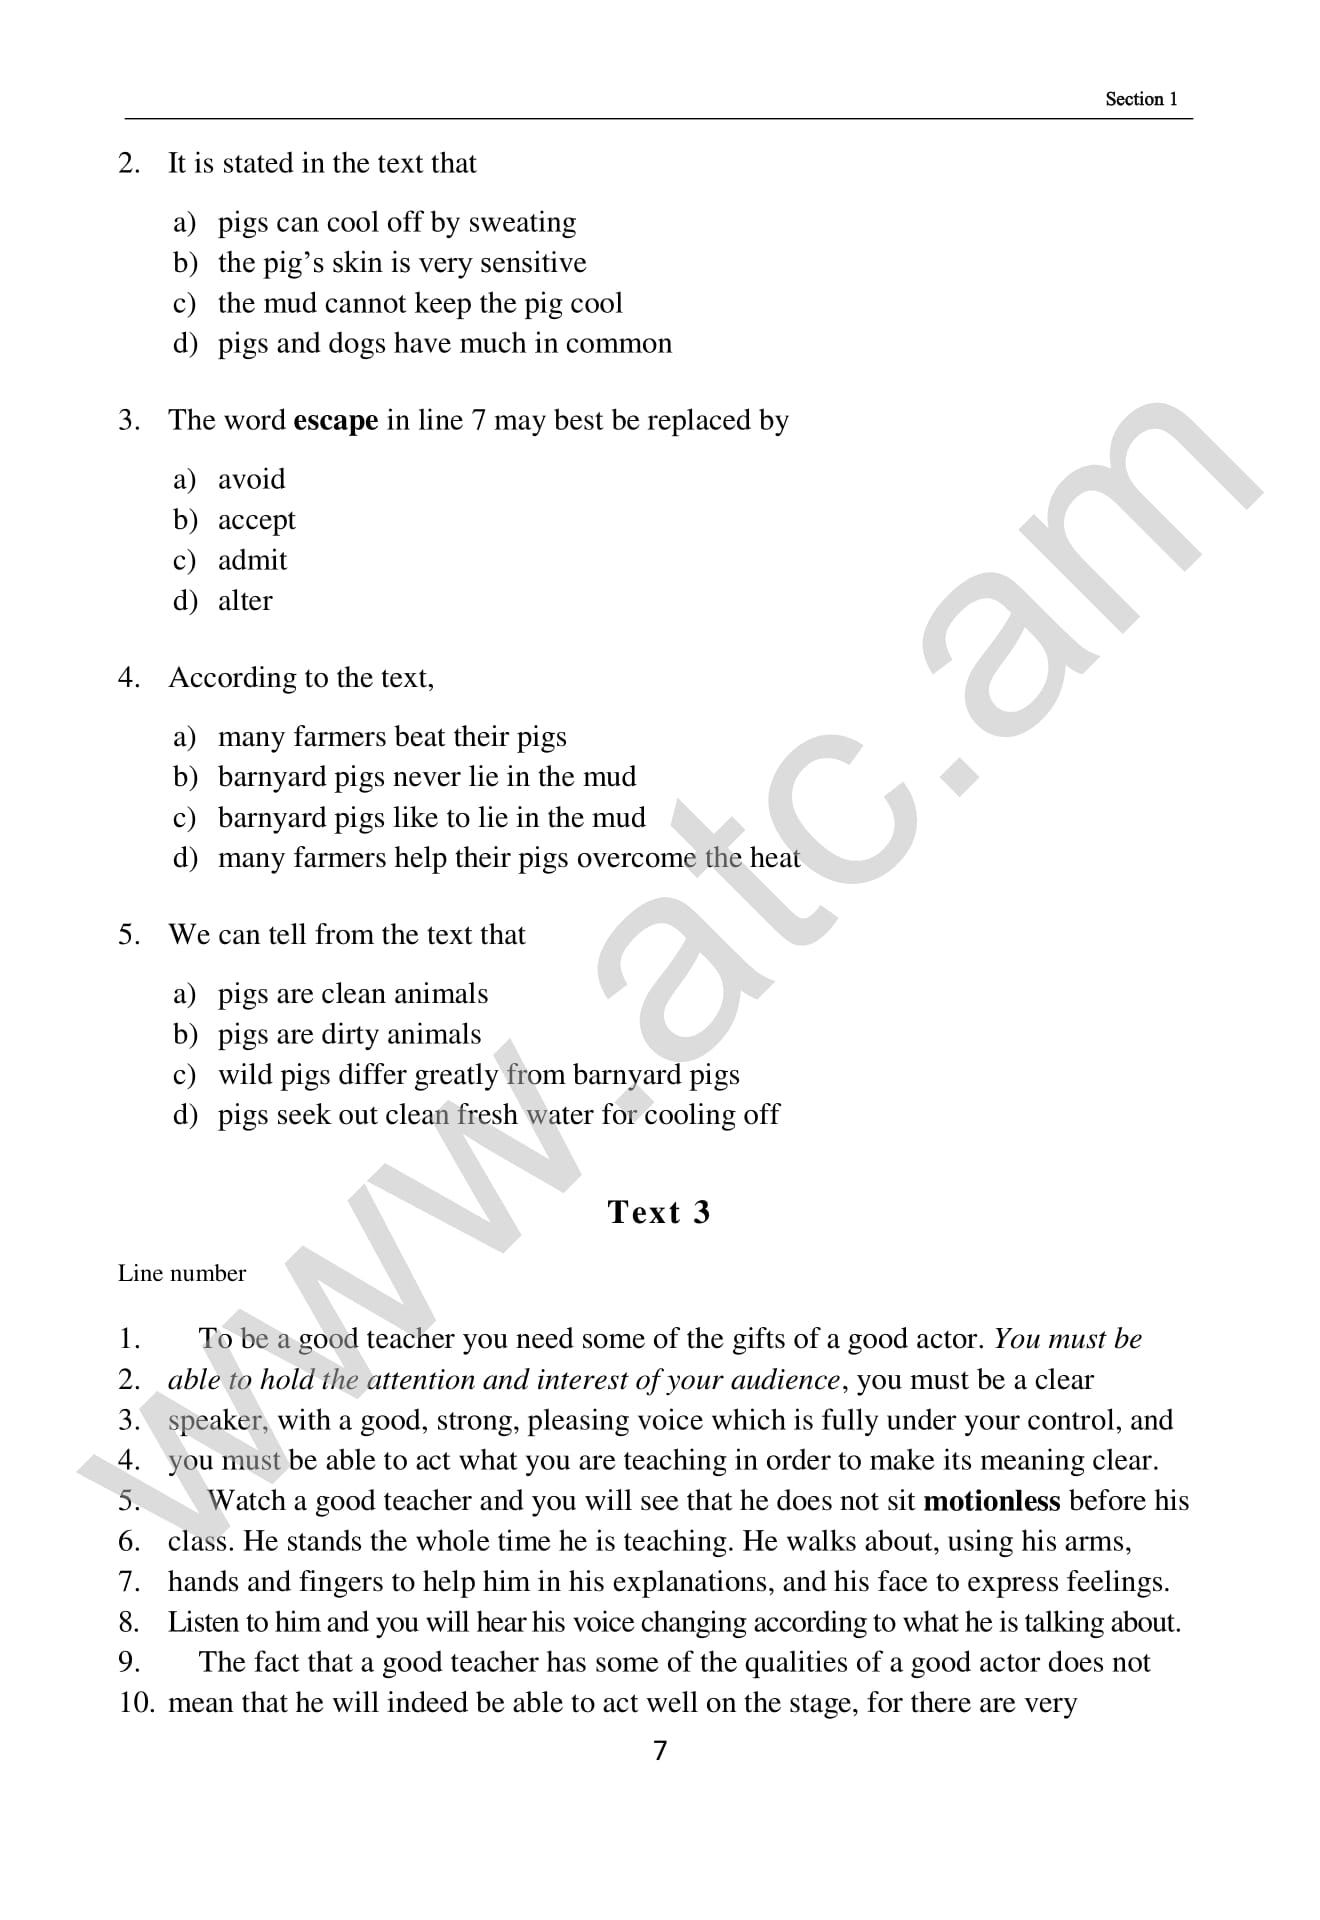 Section 1
2. It is stated in the text that
a) pigs can cool off by sweating
b) the pig’s skin is very sensitive
c) the mud cannot keep the pig cool
d) pigs and dogs have much in common
3. The word escape in line 7 may best be replaced by
a) avoid
b) accept
c) admit
d) alter
4. According to the text,
a) many farmers beat their pigs
b) barnyard pigs never lie in the mud
c) barnyard pigs like to lie in the mud
d) many farmers help their pigs overcome the heat
5. We can tell from the text that
a) pigs are clean animals
b) pigs are dirty animals
c) wild pigs differ greatly from barnyard pigs
d) pigs seek out clean fresh water for cooling off
Text 3
Line number
1. To be a good teacher you need some of the gifts of a good actor. You must be
2. able to hold the attention and interest of your audience, you must be a clear
3. speaker, with a good, strong, pleasing voice which is fully under your control, and
4. you must be able to act what you are teaching in order to make its meaning clear.
5. Watch a good teacher and you will see that he does not sit motionless before his
6. class. He stands the whole time he is teaching. He walks about, using his arms,
7. hands and fingers to help him in his explanations, and his face to express feelings.
8. Listen to him and you will hear his voice changing according to what he is talking about.
9. The fact that a good teacher has some of the qualities of a good actor does not
10. mean that he will indeed be able to act well on the stage, for there are very
7
www.atc.am